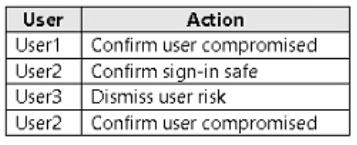 User Action
User1 Confirm user compromised
User2 Confirm sign-in safe
User3 Dismiss user risk
User2 Confirm user compromised